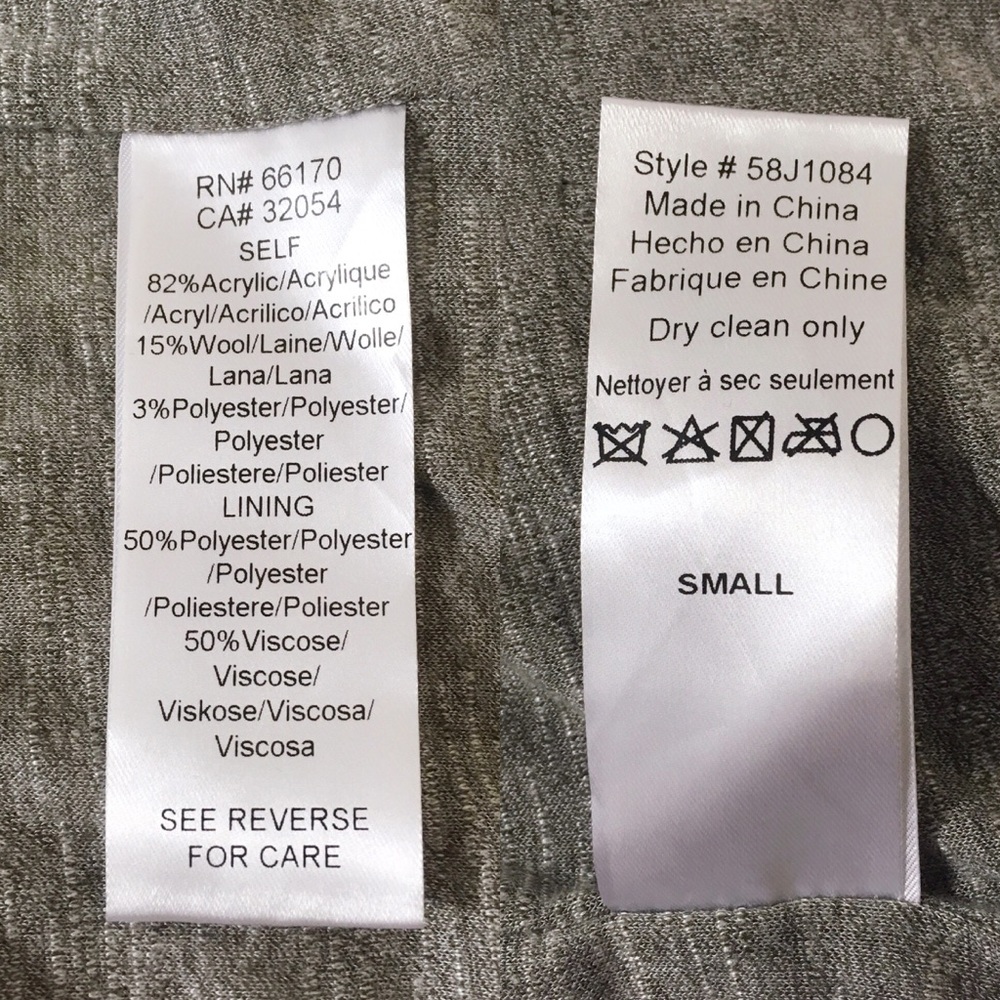 RN# 66170
CA# 32054
SELF
82%Acrylic/Acrylique
/Acryl/Acrilico/Acrilico
15%Wool/Laine/Wolle/
Lana/Lana
3%Polyester/Polyester/
Polyester
/Poliestere/Poliester
LINING
50%Polyester/Polyester
/Polyester
/Poliestere/Poliester
50%Viscose/
Viscose/
Viskose/Viscosa/
Viscosa
SEE REVERSE
FOR CARE
Style # 58J1084
Made in China
Hecho en China
Fabrique en Chine
Dry clean only
Nettoyer à sec seulement
SMALL